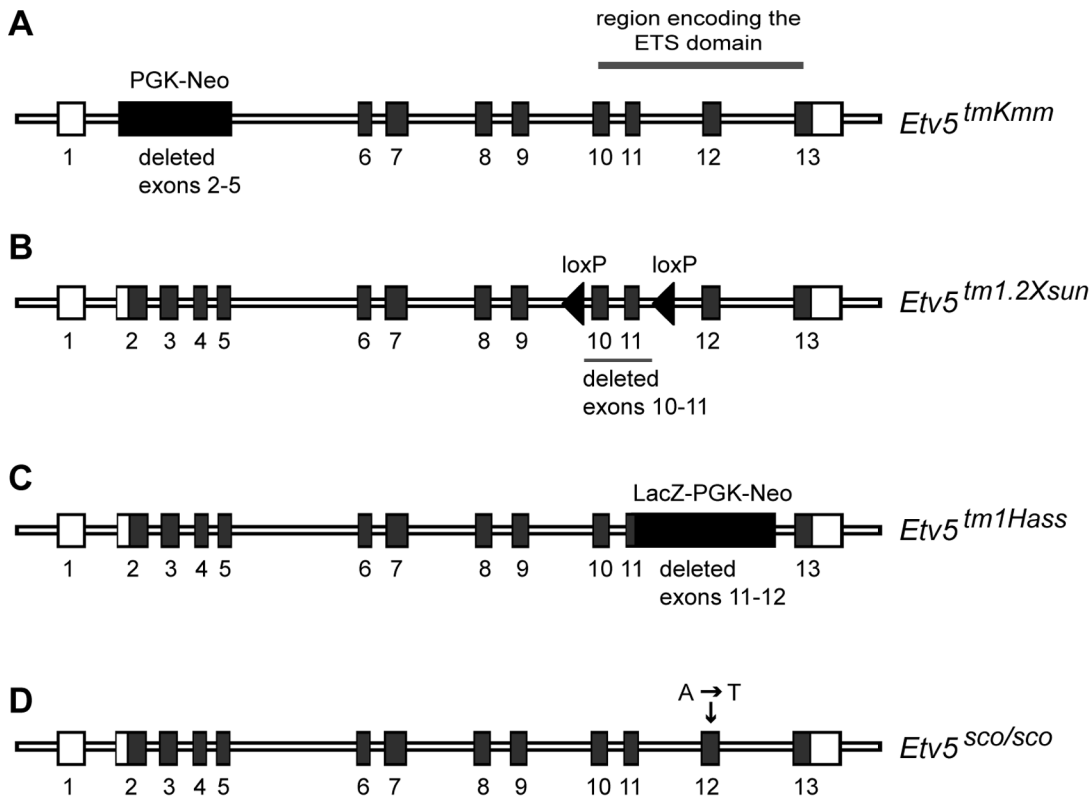 A
region encoding the
ETS domain
PGK-Neo
Etv5 tmKmm
1 6 7 8 9 10 11 12 13
deleted
exons 2-5
B
loxP loxP
Etv5 tm1.2Xsun
1 2 3 4 5 6 7 8 9 10 11 12 13
deleted
exons 10-11
C
LacZ-PGK-Neo
Etv5 tm1Hass
1 2 3 4 5 6 7 8 9 10 11 13
deleted
exons 11-12
D
A → T
Etv5 sco/sco
1 2 3 4 5 6 7 8 9 10 11 12 13